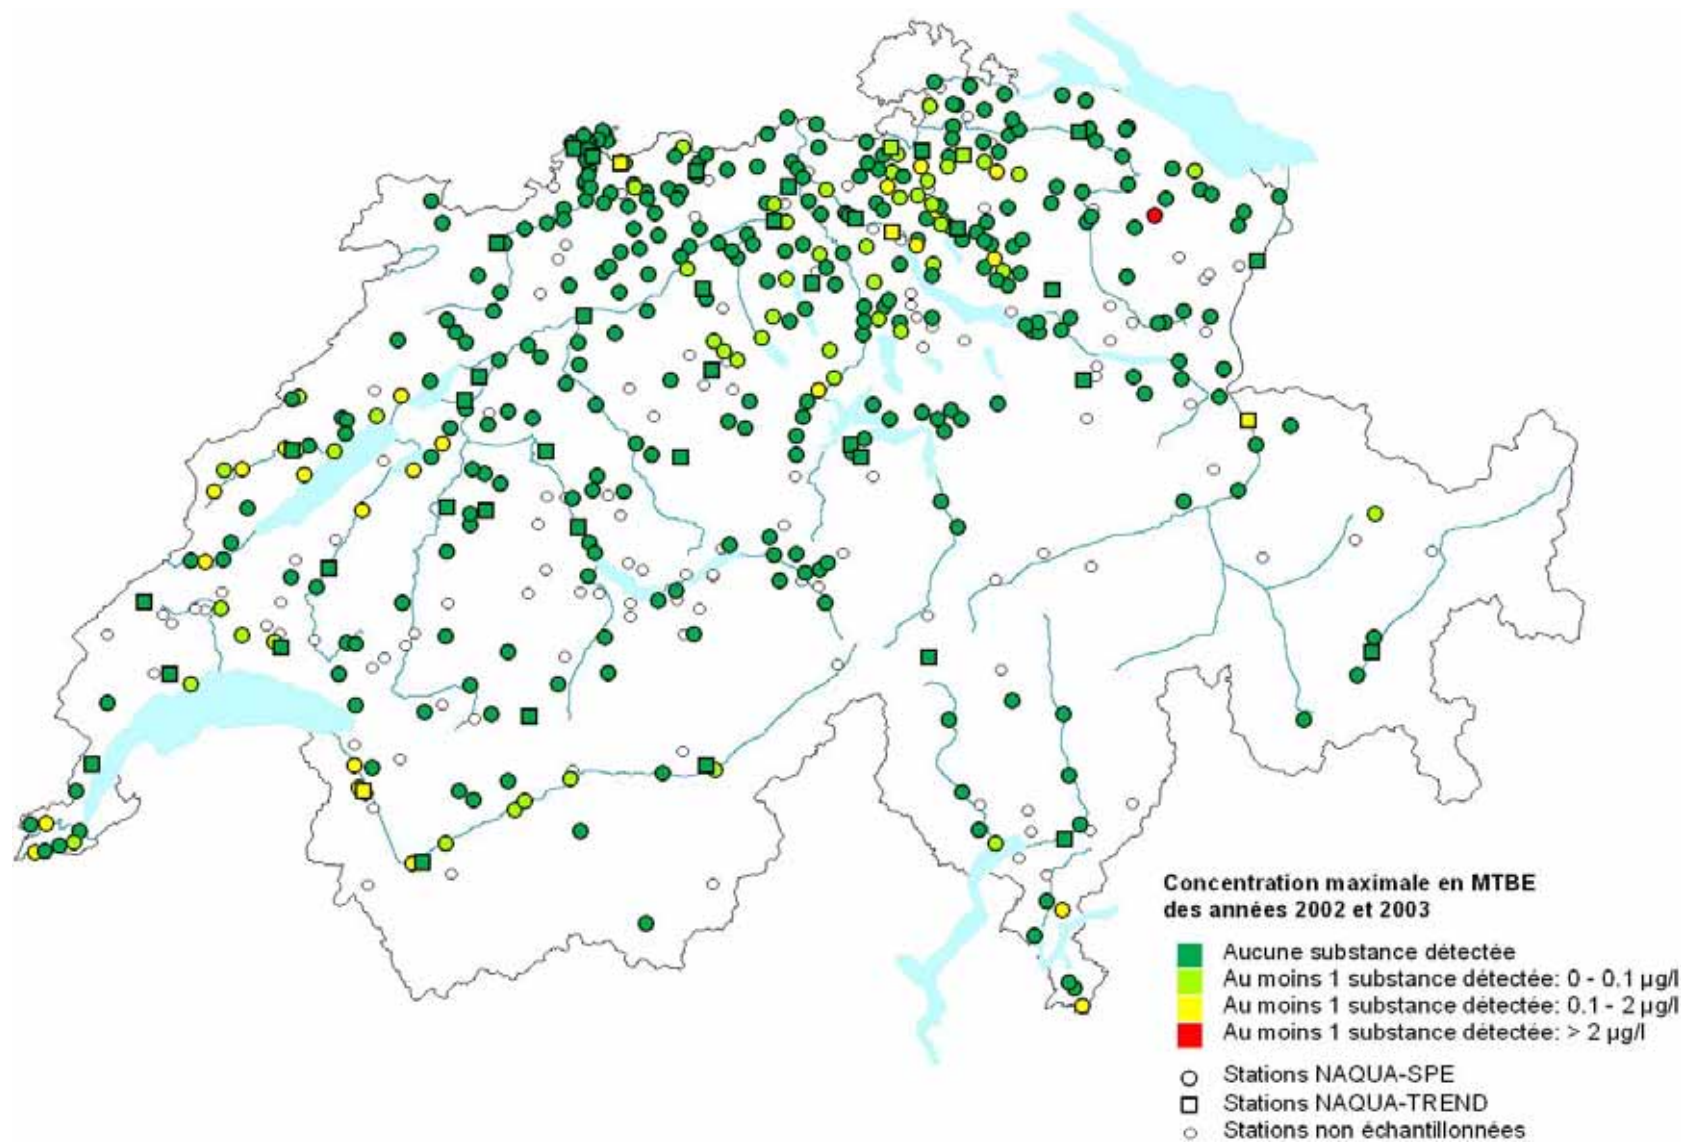 Concentration maximale en MTBE
des années 2002 et 2003
Aucune substance détectée
Au moins 1 substance détectée: 0 - 0.1 µg/l
Au moins 1 substance détectée: 0.1 - 2 µg/l
Au moins 1 substance détectée: > 2 µg/l
Stations NAQUA-SPE
Stations NAQUA-TREND
Stations non échantillonnées